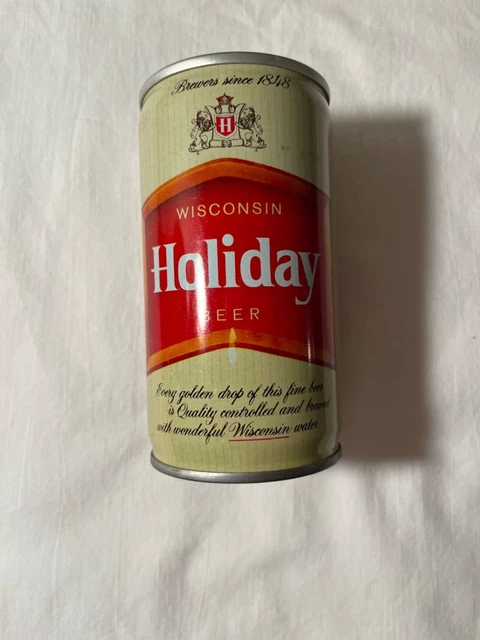 Brewers since 1848
H
WISCONSIN
Holiday
BEER
Every golden drop of this fine beer
is Quality controlled and brewed
with wonderful Wisconsin water